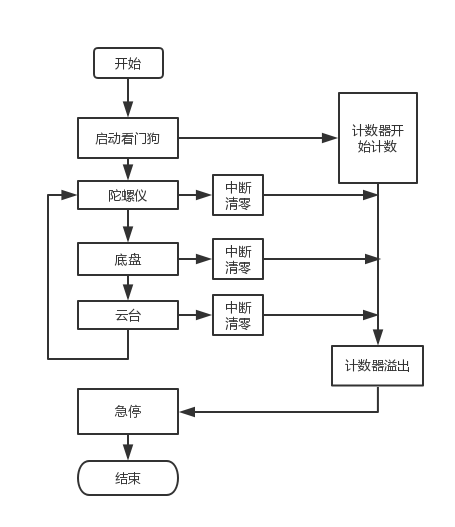 开始
启动看门狗
计数器开
始计数
陀螺仪
中断
清零
底盘
中断
清零
云台
中断
清零
计数器溢出
急停
结束